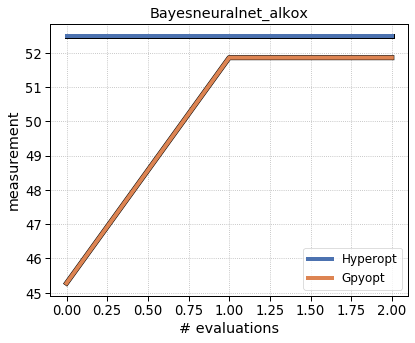 Bayesneuralnet_alkox
measurement
52
51
50
49
48
47
46
45
0.00 0.25 0.50 0.75 1.00 1.25 1.50 1.75 2.00
# evaluations
Hyperopt
Gpyopt